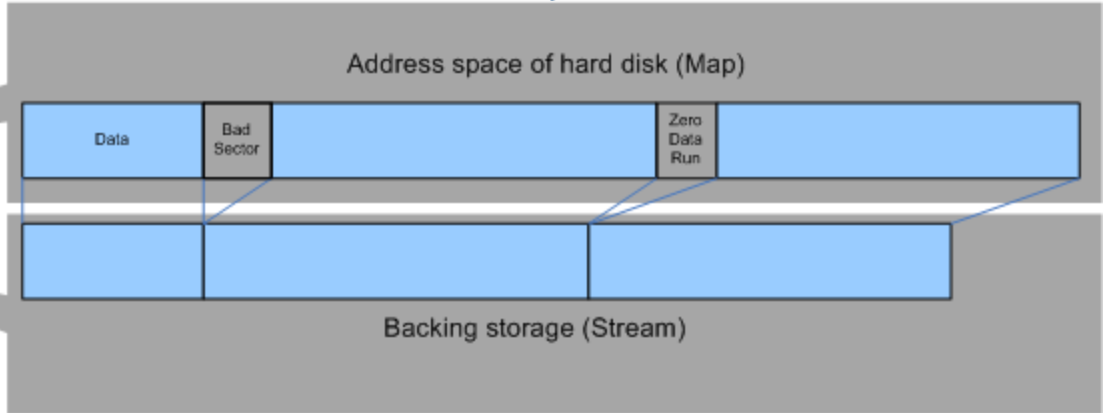 Address space of hard disk (Map)
Data
Bad
Sector
Zero
Data
Run
Backing storage (Stream)